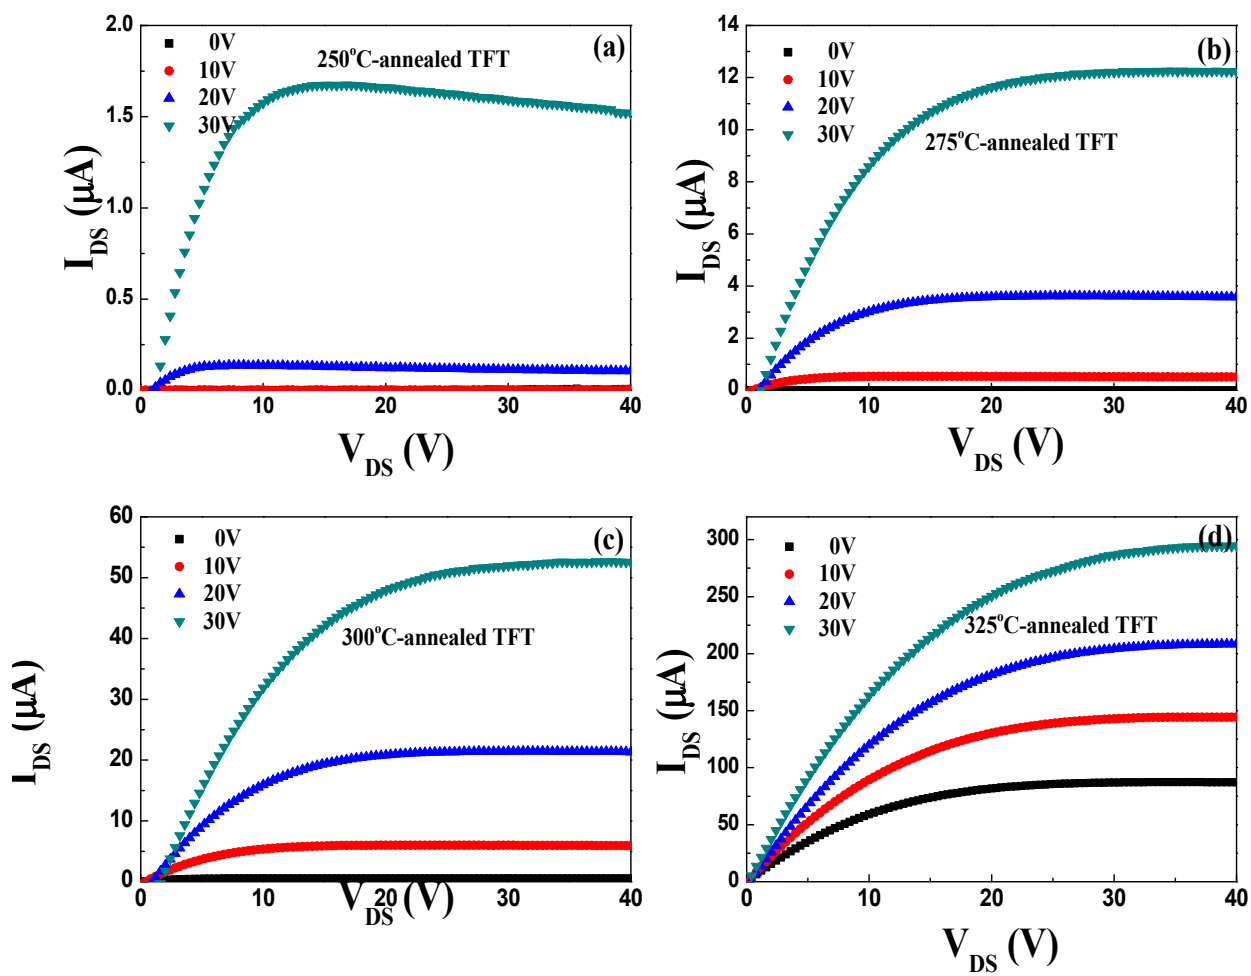 (a)
250°C-annealed TFT
0V
10V
20V
30V
2.0
1.5
1.0
0.5
0.0
I_DS (μA)
0 10 20 30 40
V_DS (V)
(b)
275°C-annealed TFT
0V
10V
20V
30V
14
12
10
8
6
4
2
0
I_DS (μA)
0 10 20 30 40
V_DS (V)
(c)
300°C-annealed TFT
0V
10V
20V
30V
60
50
40
30
20
10
0
I_DS (μA)
0 10 20 30 40
V_DS (V)
(d)
325°C-annealed TFT
0V
10V
20V
30V
300
250
200
150
100
50
0
I_DS (μA)
0 10 20 30 40
V_DS (V)